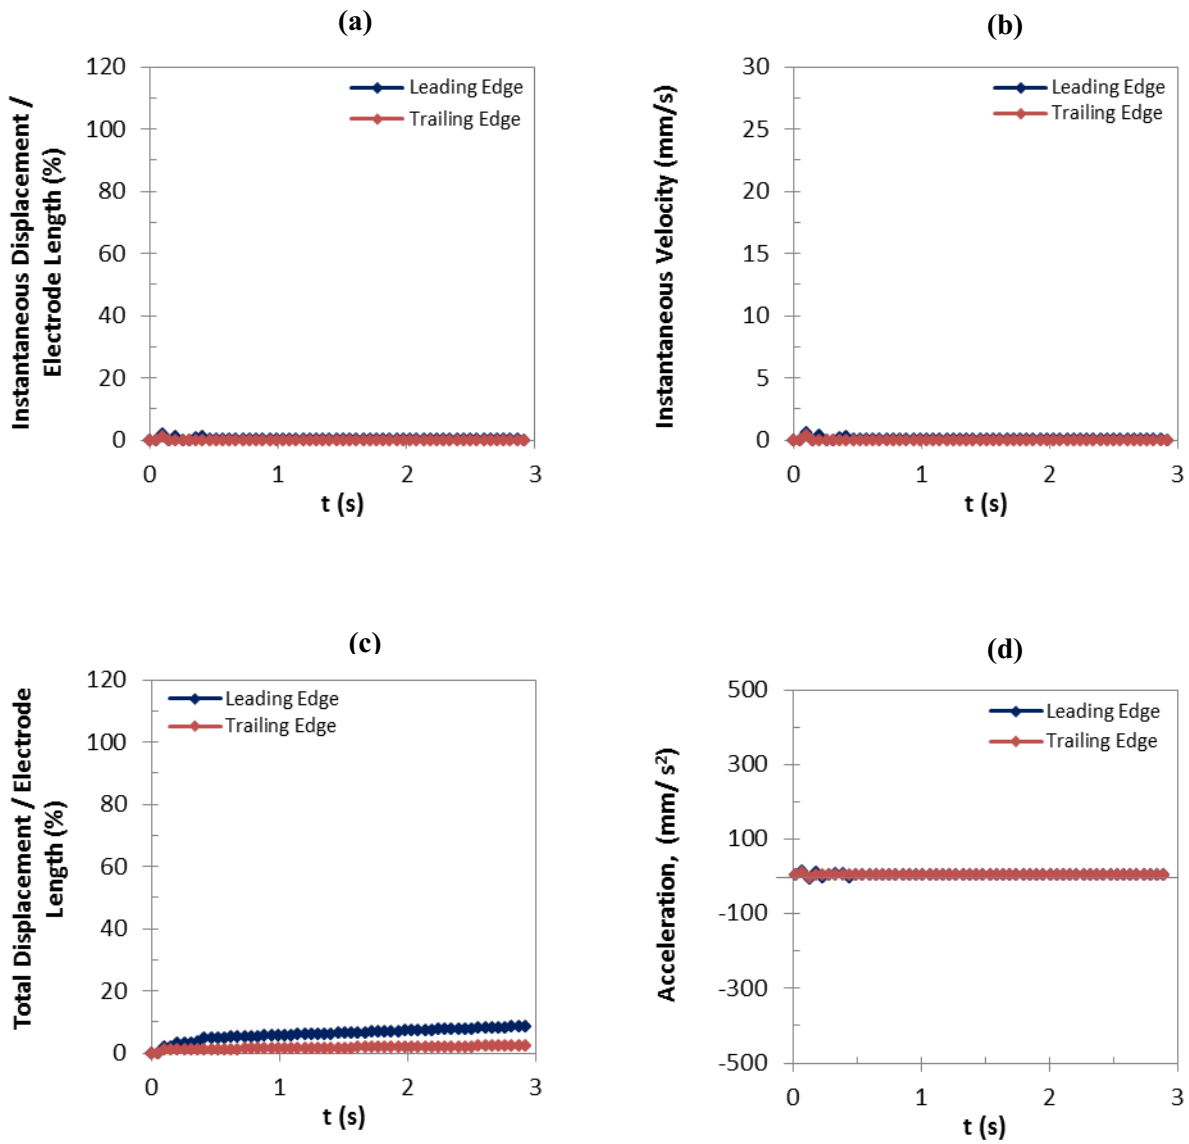 (a)
120
100
80
60
40
20
0
0 1 2 3
t (s)
Instantaneous Displacement /
Electrode Length (%)
Leading Edge
Trailing Edge
(b)
30
25
20
15
10
5
0
0 1 2 3
t (s)
Instantaneous Velocity (mm/s)
Leading Edge
Trailing Edge
(c)
120
100
80
60
40
20
0
0 1 2 3
t (s)
Total Displacement / Electrode
Length (%)
Leading Edge
Trailing Edge
(d)
500
300
100
-100
-300
-500
0 1 2 3
t (s)
Acceleration, (mm/ s²)
Leading Edge
Trailing Edge